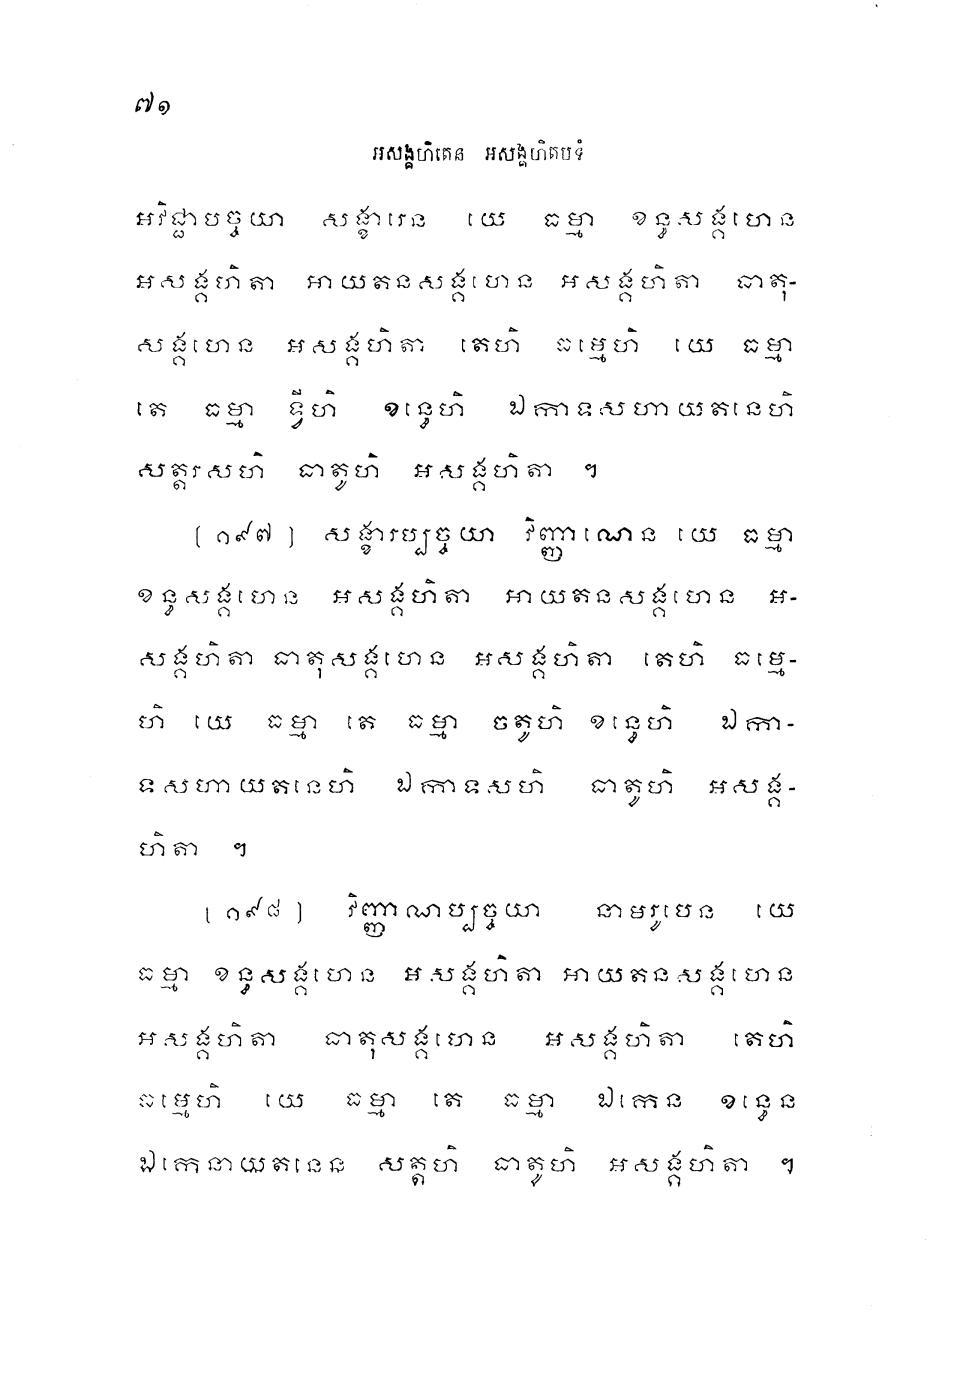 ៧១
អសង្គហិតេន អសង្គហិតបទំ
អវិជ្ជាបច្ចយា សង្ខារេន យេ ធម្មា ខន្ធសង្គហេន
អសង្គហិតា អាយតនសង្គហេន អសង្គហិតា ធាតុ-
សង្គហេន អសង្គហិតា តេហិ ធម្មេហិ យេ ធម្មា
តេ ធម្មា ទ្វីហិ ខន្ធេហិ ឯកាទសហាយតនេហិ
សត្តរសហិ ធាតូហិ អសង្គហិតា ។
(១៩៧) សង្ខារប្បច្ចយា វិញ្ញាណេន យេ ធម្មា
ខន្ធសង្គហេន អសង្គហិតា អាយតនសង្គហេន អ-
សង្គហិតា ធាតុសង្គហេន អសង្គហិតា តេហិ ធម្មេ-
ហិ យេ ធម្មា តេ ធម្មា ចតូហិ ខន្ធេហិ ឯកា-
ទសហាយតនេហិ ឯកាទសហិ ធាតូហិ អសង្គ-
ហិតា ។
(១៩៨) វិញ្ញាណប្បច្ចយា នាមរូបេន យេ
ធម្មា ខន្ធសង្គហេន អសង្គហិតា អាយតនសង្គហេន
អសង្គហិតា ធាតុសង្គហេន អសង្គហិតា តេហិ
ធម្មេហិ យេ ធម្មា តេ ធម្មា ឯកេន ខន្ធេន
ឯកេនាយតនេន សត្តហិ ធាតូហិ អសង្គហិតា ។